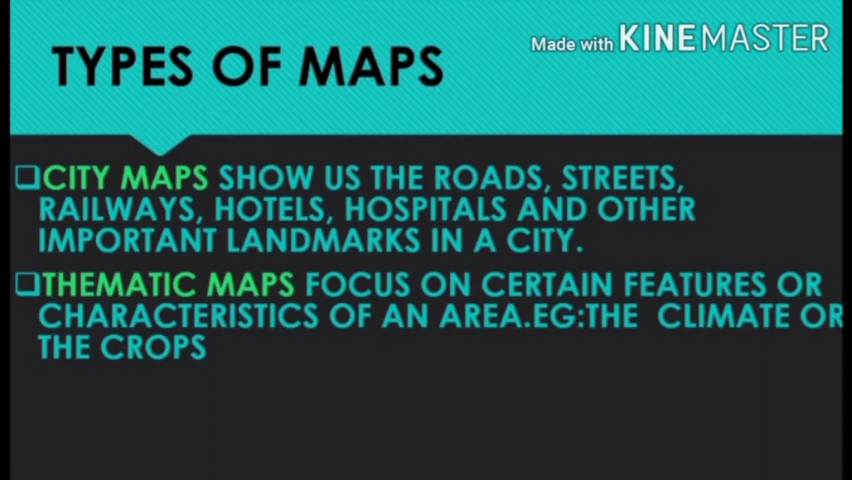 Made with KINEMASTER
TYPES OF MAPS
❑CITY MAPS SHOW US THE ROADS, STREETS,
RAILWAYS, HOTELS, HOSPITALS AND OTHER
IMPORTANT LANDMARKS IN A CITY.
❑THEMATIC MAPS FOCUS ON CERTAIN FEATURES OR
CHARACTERISTICS OF AN AREA.EG:THE  CLIMATE OR
THE CROPS